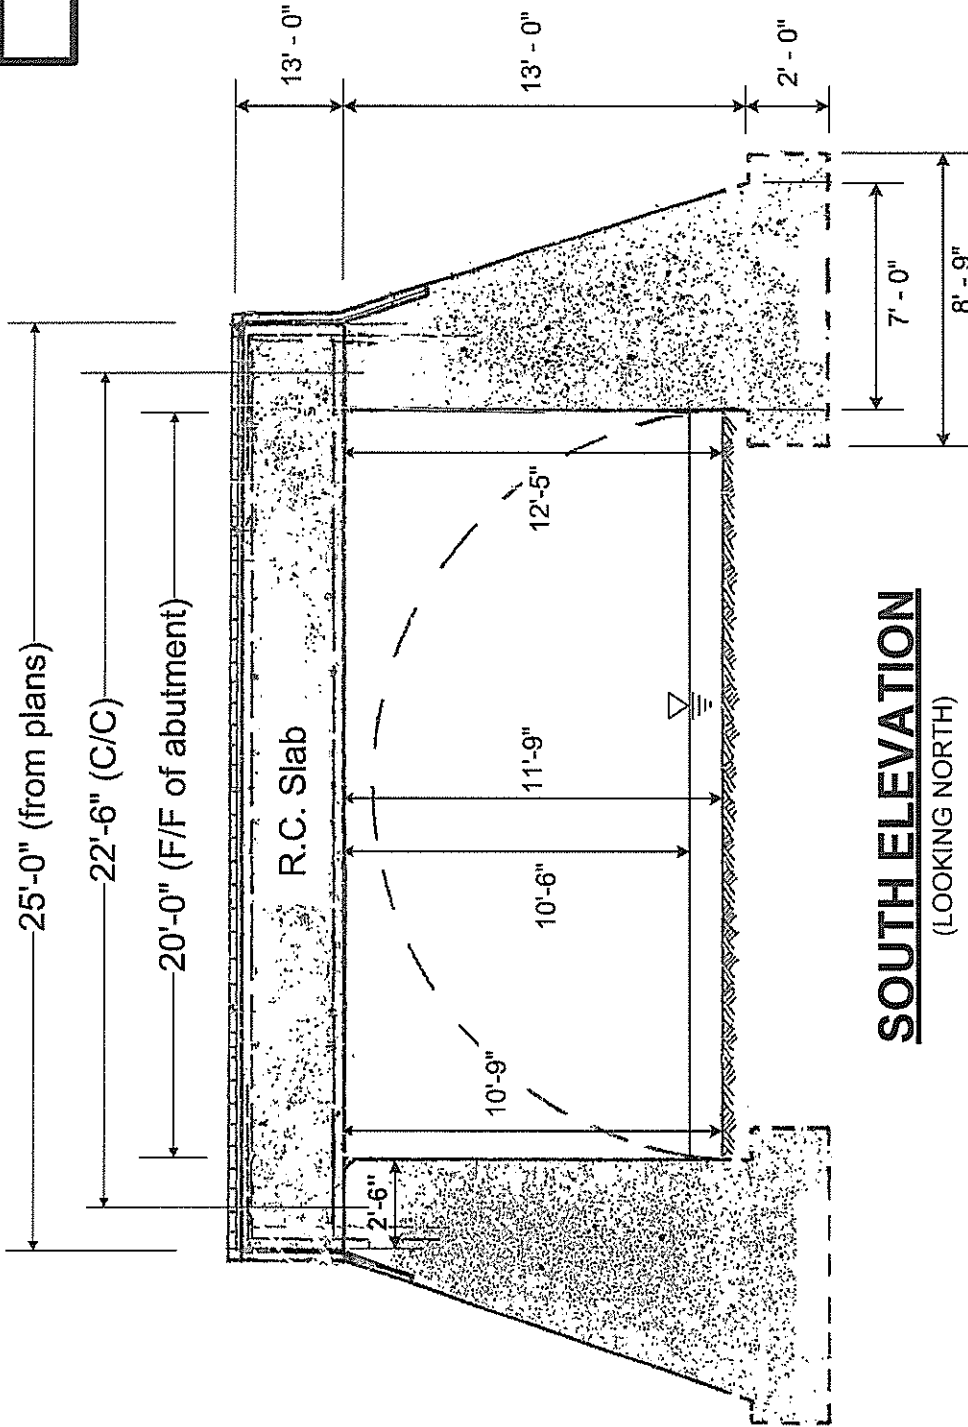 25'-0" (from plans)
22'-6" (C/C)
20'-0" (F/F of abutment)
13' - 0"
R.C. Slab
2'-6"
10'-9"
10'-6"
11'-9"
12'-5"
13' - 0"
2' - 0"
7' - 0"
8' - 9"
SOUTH ELEVATION
(LOOKING NORTH)